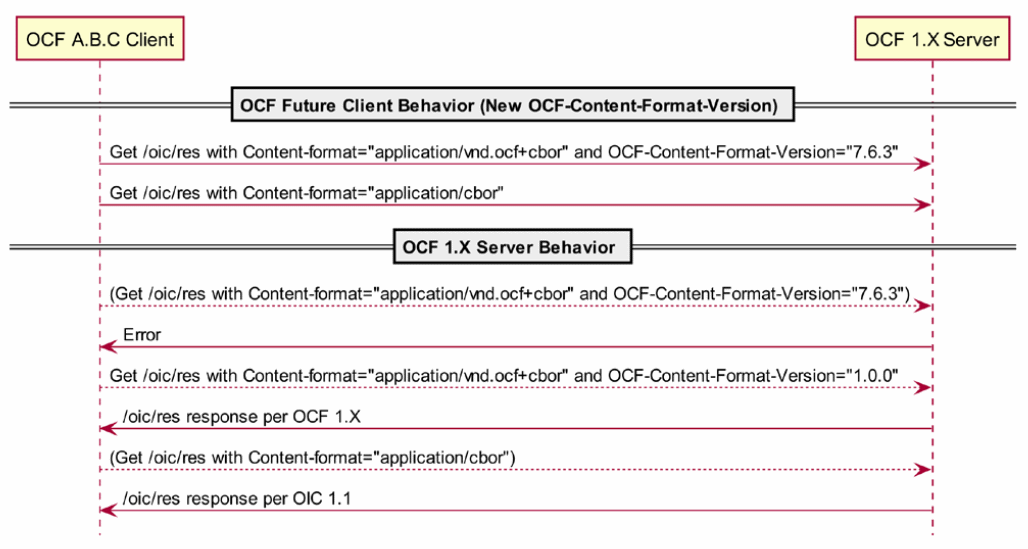 OCF A.B.C Client
OCF 1.X Server
OCF Future Client Behavior (New OCF-Content-Format-Version)
Get /oic/res with Content-format="application/vnd.ocf+cbor" and OCF-Content-Format-Version="7.6.3"
Get /oic/res with Content-format="application/cbor"
OCF 1.X Server Behavior
(Get /oic/res with Content-format="application/vnd.ocf+cbor" and OCF-Content-Format-Version="7.6.3")
Error
Get /oic/res with Content-format="application/vnd.ocf+cbor" and OCF-Content-Format-Version="1.0.0"
/oic/res response per OCF 1.X
(Get /oic/res with Content-format="application/cbor")
/oic/res response per OIC 1.1